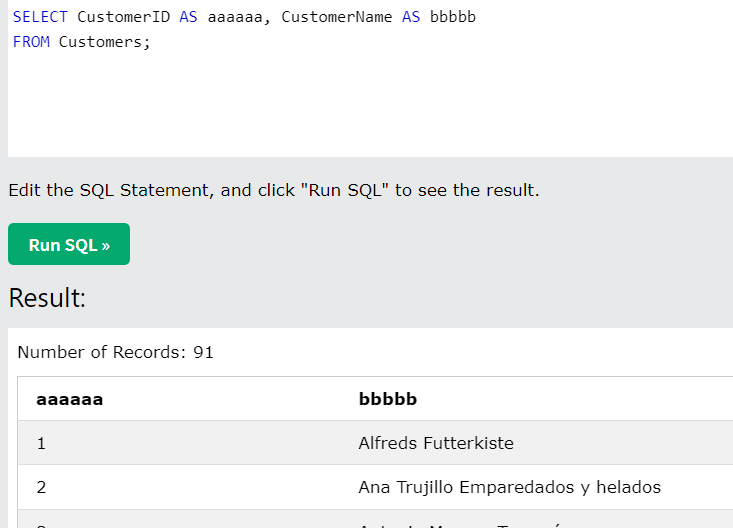 SELECT CustomerID AS aaaaaa, CustomerName AS bbbbb
FROM Customers;
Edit the SQL Statement, and click "Run SQL" to see the result.
Run SQL »
Result:
Number of Records: 91
aaaaaa bbbbb
1 Alfreds Futterkiste
2 Ana Trujillo Emparedados y helados